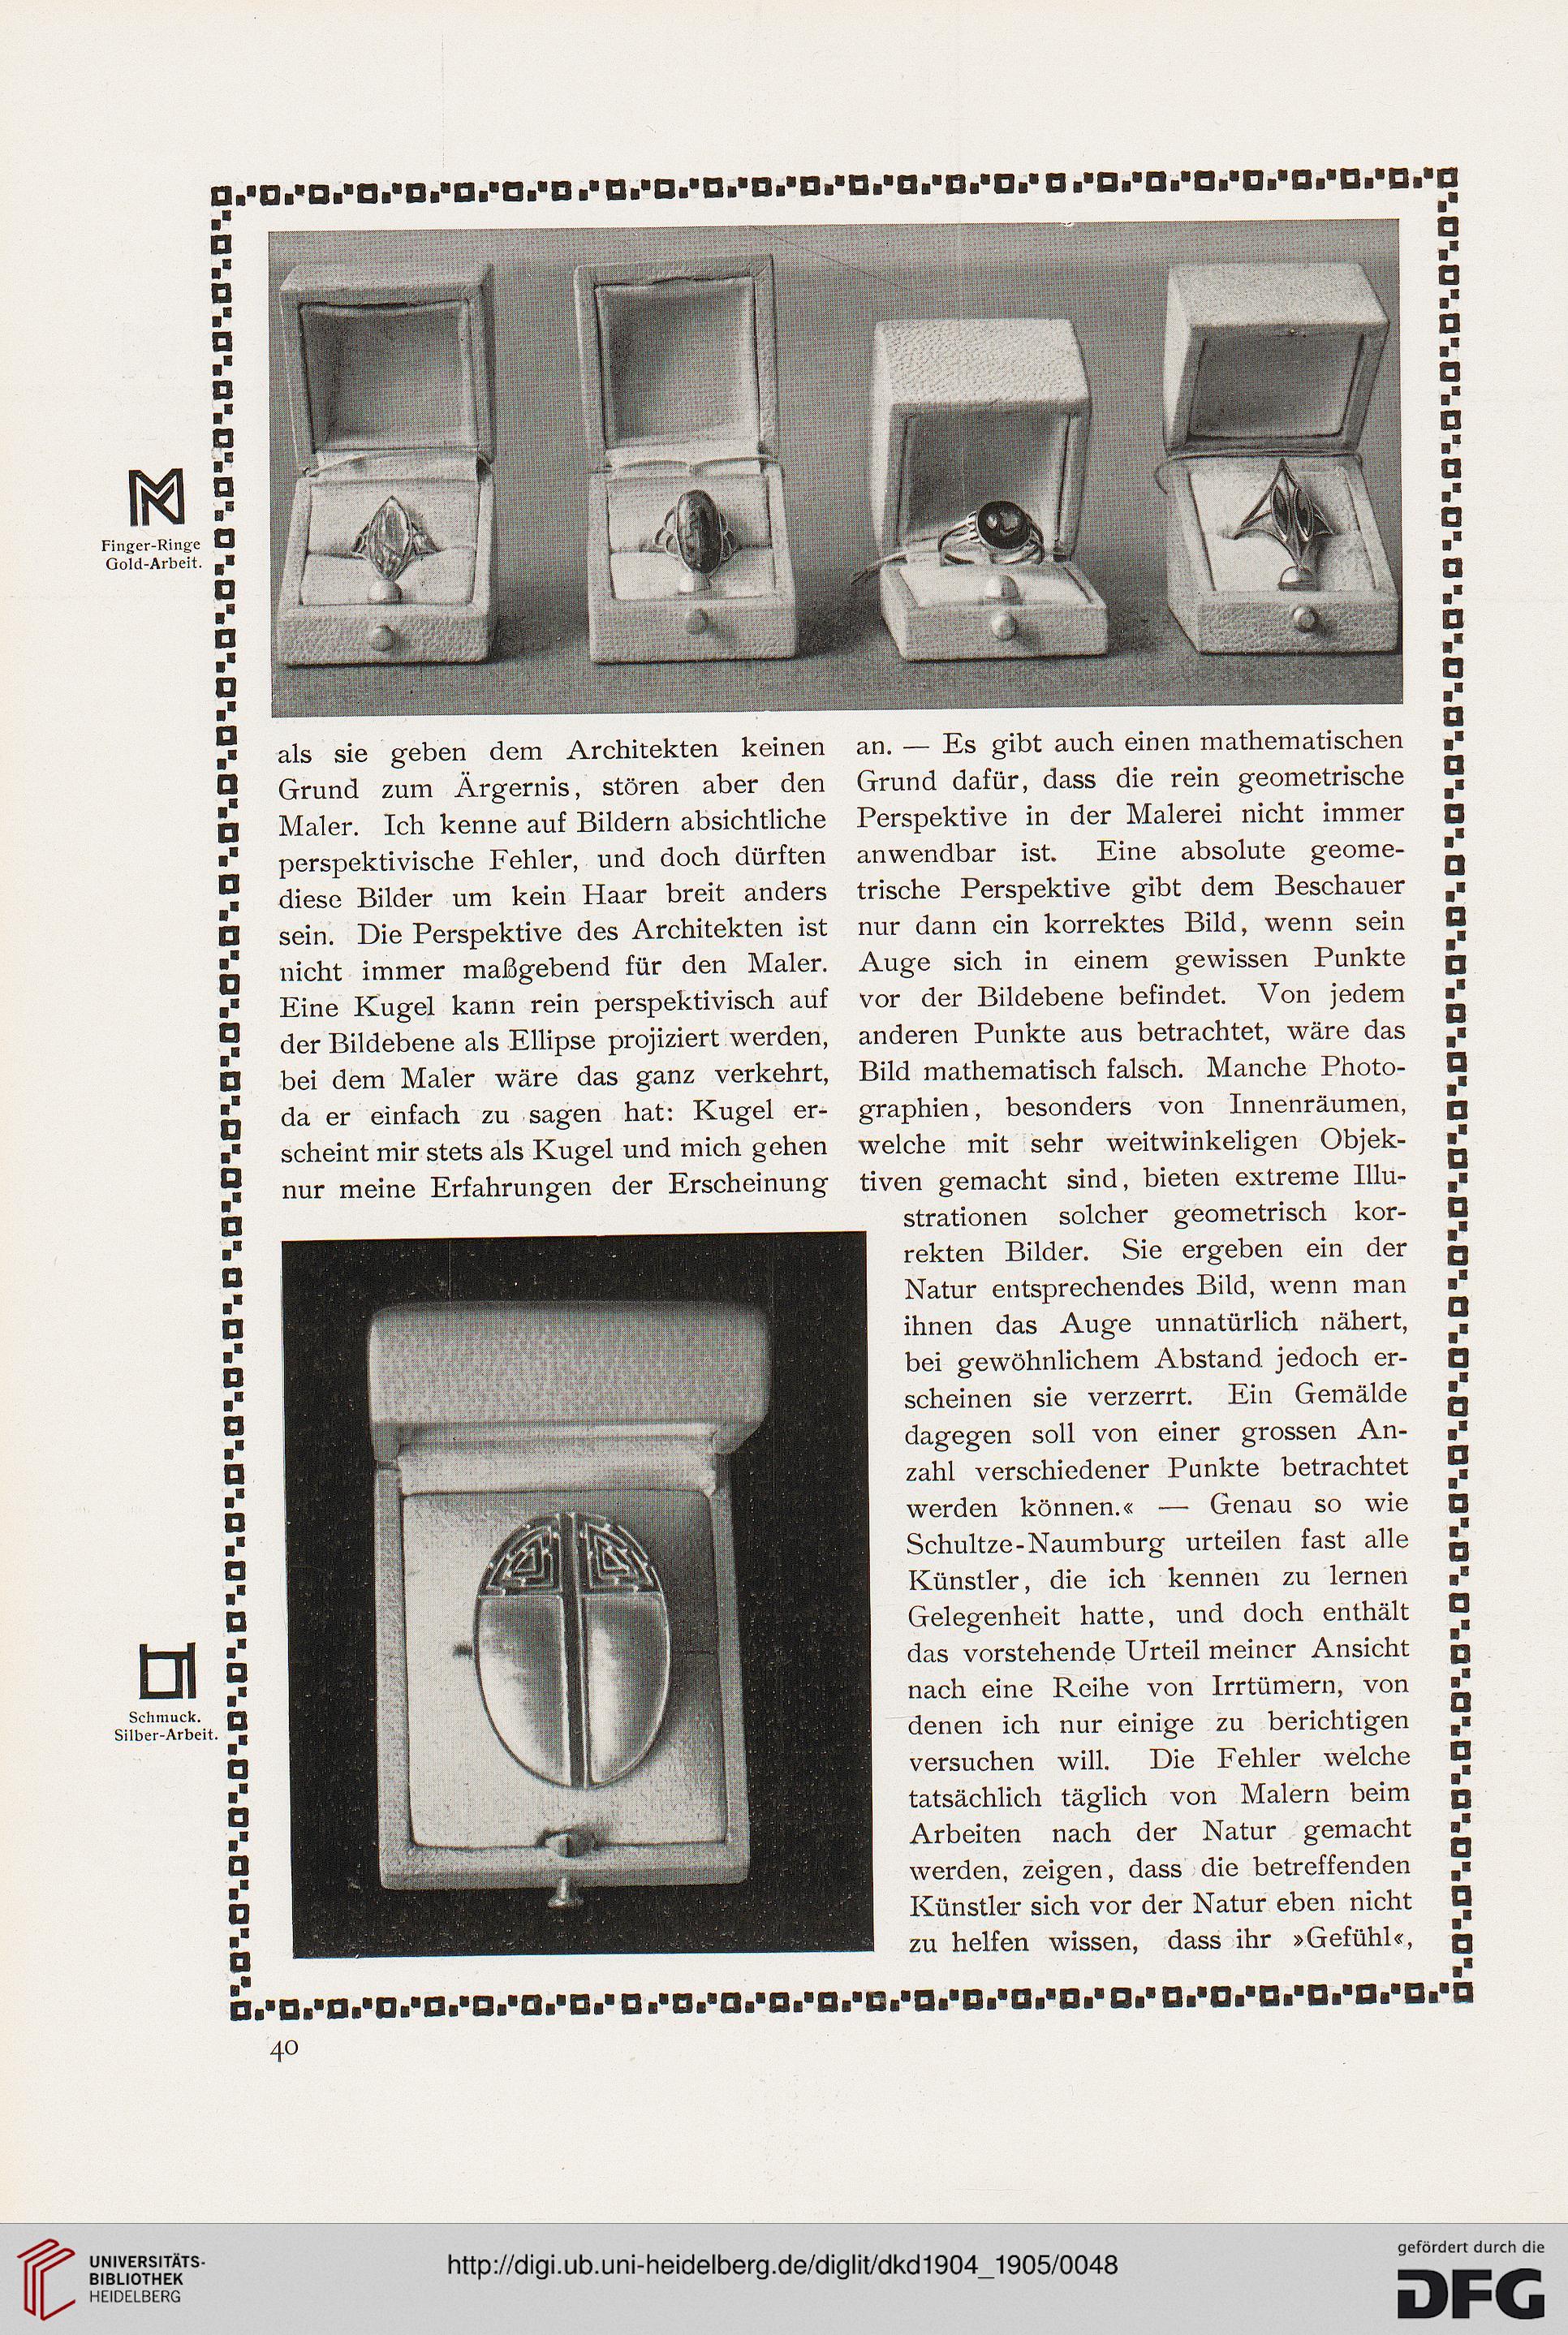 Finger-Ringe
Gold-Arbeit.
als sie geben dem Architekten keinen
Grund zum Ärgernis, stören aber den
Maler. Ich kenne auf Bildern absichtliche
perspektivische Fehler, und doch dürften
diese Bilder um kein Haar breit anders
sein. Die Perspektive des Architekten ist
nicht immer maßgebend für den Maler.
Eine Kugel kann rein perspektivisch auf
der Bildebene als Ellipse projiziert werden,
bei dem Maler wäre das ganz verkehrt,
da er einfach zu sagen hat: Kugel er-
scheint mir stets als Kugel und mich gehen
nur meine Erfahrungen der Erscheinung
an. — Es gibt auch einen mathematischen
Grund dafür, dass die rein geometrische
Perspektive in der Malerei nicht immer
anwendbar ist. Eine absolute geome-
trische Perspektive gibt dem Beschauer
nur dann ein korrektes Bild, wenn sein
Auge sich in einem gewissen Punkte
vor der Bildebene befindet. Von jedem
anderen Punkte aus betrachtet, wäre das
Bild mathematisch falsch. Manche Photo-
graphien, besonders von Innenräumen,
welche mit sehr weitwinkeligen Objek-
tiven gemacht sind, bieten extreme Illu-
strationen solcher geometrisch kor-
rekten Bilder. Sie ergeben ein der
Natur entsprechendes Bild, wenn man
ihnen das Auge unnatürlich nähert,
bei gewöhnlichem Abstand jedoch er-
scheinen sie verzerrt. Ein Gemälde
dagegen soll von einer grossen An-
zahl verschiedener Punkte betrachtet
werden können.« — Genau so wie
Schultze-Naumburg urteilen fast alle
Künstler, die ich kennen zu lernen
Gelegenheit hatte, und doch enthält
das vorstehende Urteil meiner Ansicht
nach eine Reihe von Irrtümern, von
denen ich nur einige zu berichtigen
versuchen will. Die Fehler welche
tatsächlich täglich von Malern beim
Arbeiten nach der Natur gemacht
werden, zeigen, dass die betreffenden
Künstler sich vor der Natur eben nicht
zu helfen wissen, dass ihr »Gefühl«,
Schmuck.
Silber-Arbeit.
40
UNIVERSITÄTS-
BIBLIOTHEK
HEIDELBERG
http://digi.ub.uni-heidelberg.de/diglit/dkd1904_1905/0048
gefördert durch die
DFG